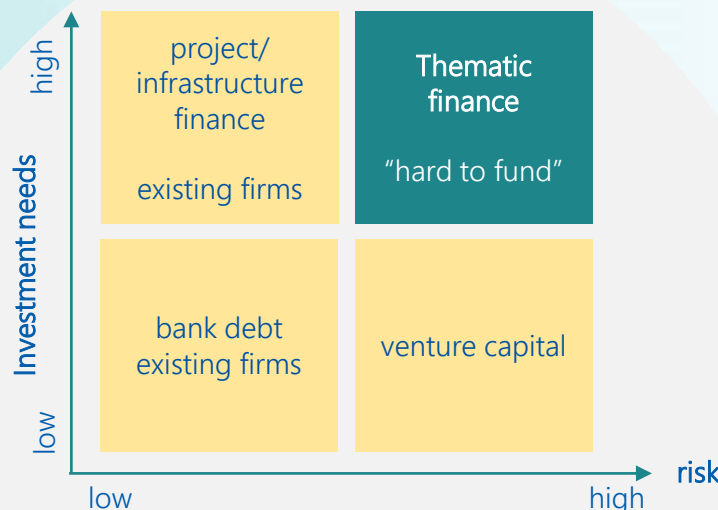 high
Investment needs
low
project/
infrastructure
finance
existing firms
Thematic
finance
“hard to fund”
bank debt
existing firms
venture capital
risk
low
high